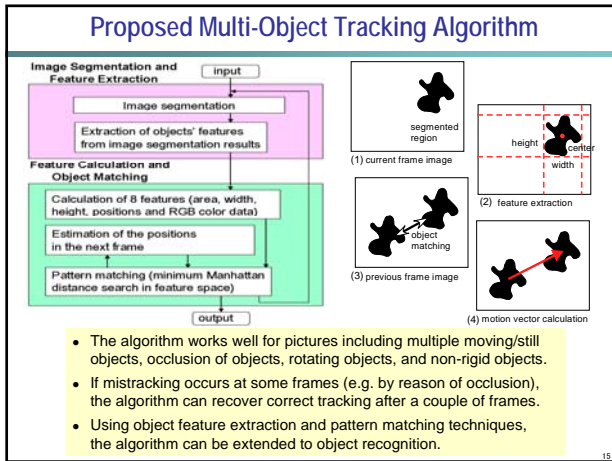 Proposed Multi-Object Tracking Algorithm
Image Segmentation and
Feature Extraction
input
Image segmentation
Extraction of objects' features
from image segmentation results
Feature Calculation and
Object Matching
Calculation of 8 features (area, width,
height, positions and RGB color data)
Estimation of the positions
in the next frame
Pattern matching (minimum Manhattan
distance search in feature space)
output
segmented
region
(1) current frame image
height
center
width
(2) feature extraction
object
matching
(3) previous frame image
(4) motion vector calculation
• The algorithm works well for pictures including multiple moving/still
objects, occlusion of objects, rotating objects, and non-rigid objects.
• If mistracking occurs at some frames (e.g. by reason of occlusion),
the algorithm can recover correct tracking after a couple of frames.
• Using object feature extraction and pattern matching techniques,
the algorithm can be extended to object recognition.
15